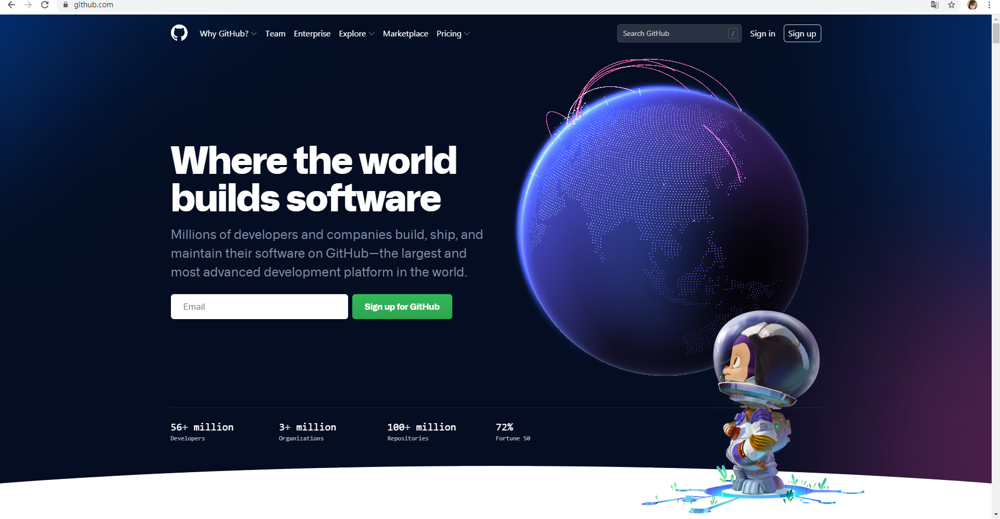 github.com
Why GitHub? Team Enterprise Explore Marketplace Pricing
Search GitHub /
Sign in
Sign up
Where the world
builds software
Millions of developers and companies build, ship, and
maintain their software on GitHub—the largest and
most advanced development platform in the world.
Email
Sign up for GitHub
56+ million
Developers
3+ million
Organizations
100+ million
Repositories
72%
Fortune 50